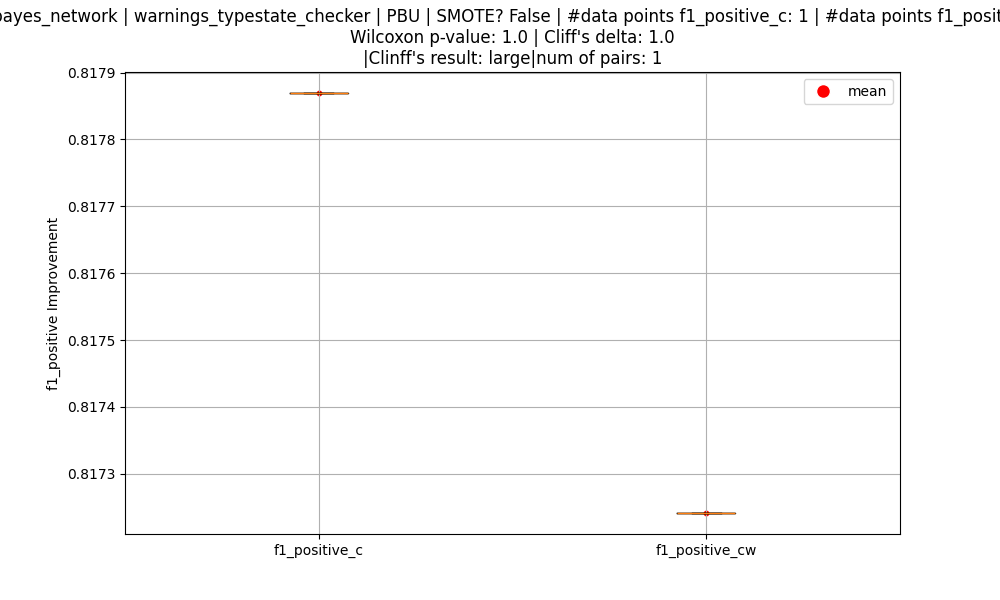 bayes_network | warnings_typestate_checker | PBU | SMOTE? False | #data points f1_positive_c: 1 | #data points f1_posit
Wilcoxon p-value: 1.0 | Cliff's delta: 1.0
|Clinff's result: large|num of pairs: 1
mean
0.8179
0.8178
0.8177
0.8176
0.8175
0.8174
0.8173
f1_positive Improvement
f1_positive_c
f1_positive_cw